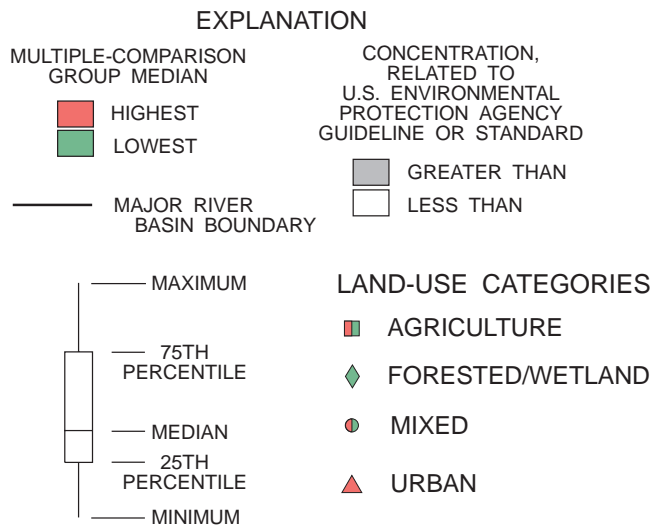 EXPLANATION
MULTIPLE-COMPARISON
GROUP MEDIAN
HIGHEST
LOWEST
MAJOR RIVER
BASIN BOUNDARY
CONCENTRATION,
RELATED TO
U.S. ENVIRONMENTAL
PROTECTION AGENCY
GUIDELINE OR STANDARD
GREATER THAN
LESS THAN
MAXIMUM
75TH
PERCENTILE
MEDIAN
25TH
PERCENTILE
MINIMUM
LAND-USE CATEGORIES
AGRICULTURE
FORESTED/WETLAND
MIXED
URBAN